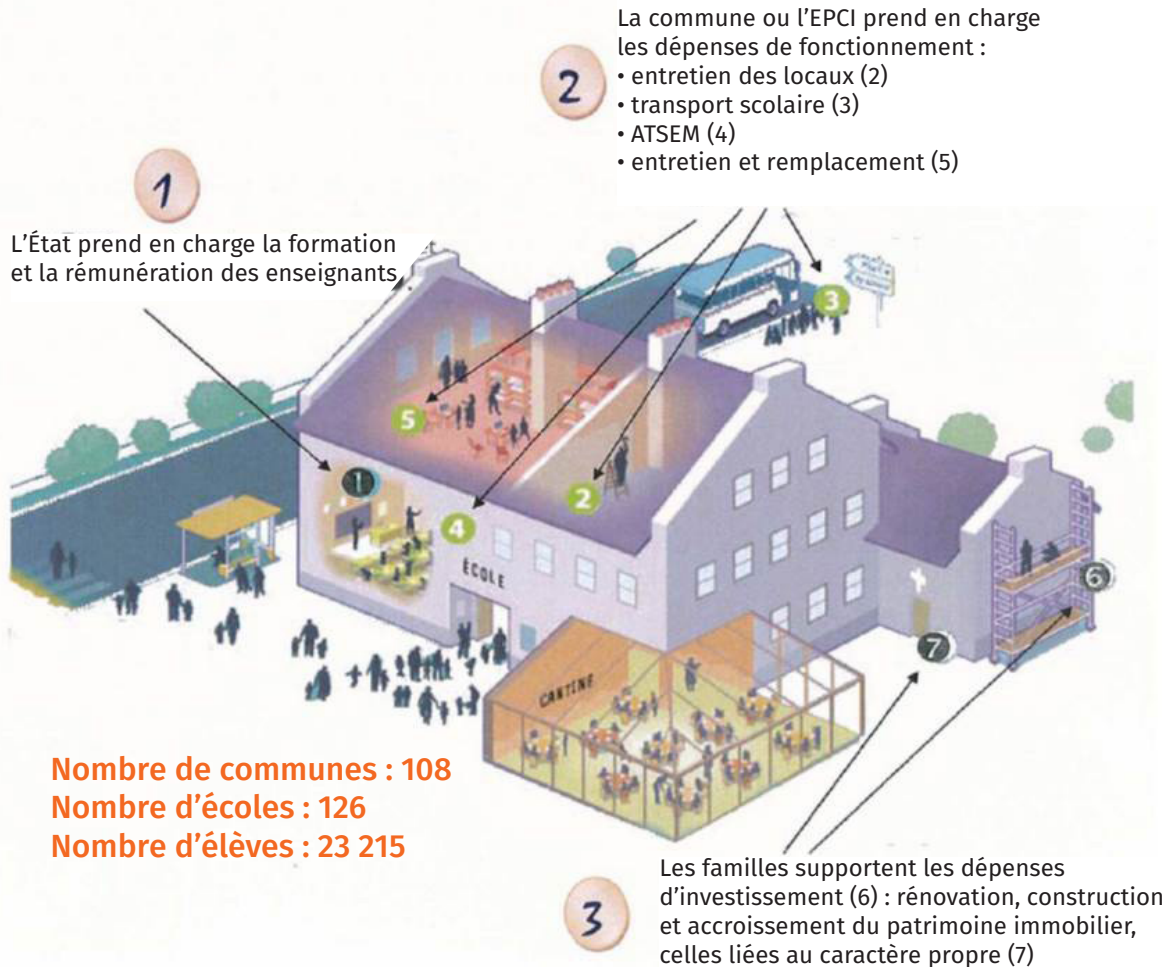 La commune ou l’EPCI prend en charge
les dépenses de fonctionnement :
• entretien des locaux (2)
• transport scolaire (3)
• ATSEM (4)
• entretien et remplacement (5)
2
1
L’État prend en charge la formation
et la rémunération des enseignants
3
5
1
2
4
ÉCOLE
6
7
CANTINE
Nombre de communes : 108
Nombre d’écoles : 126
Nombre d’élèves : 23 215
3
Les familles supportent les dépenses
d’investissement (6) : rénovation, construction
et accroissement du patrimoine immobilier,
celles liées au caractère propre (7)